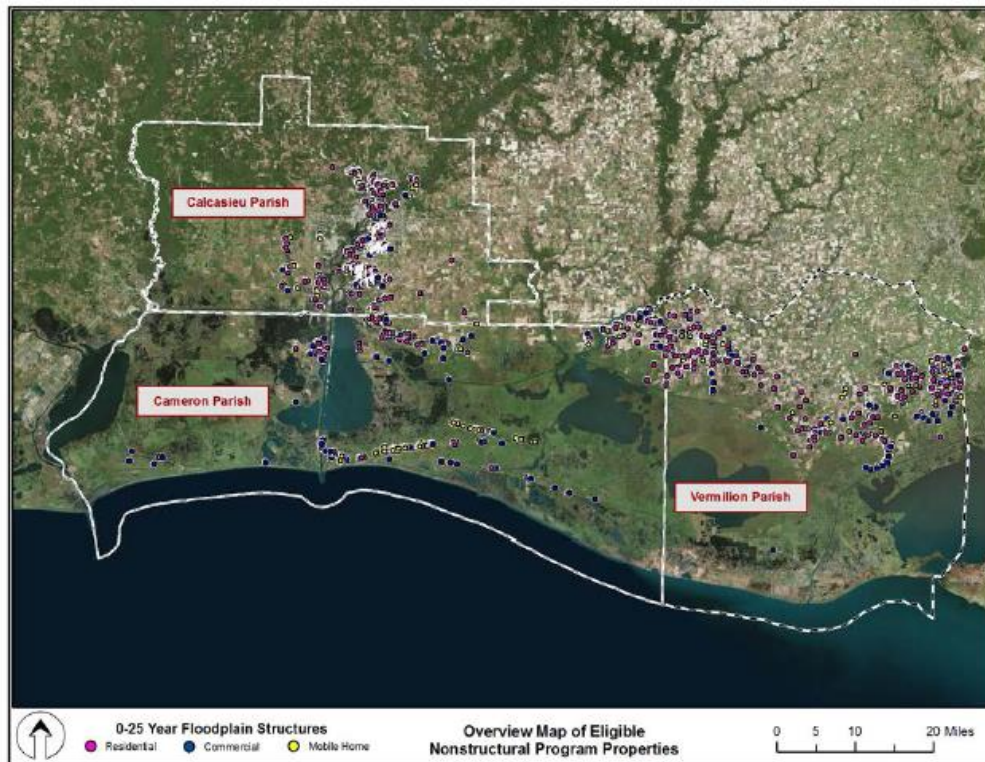 Calcasieu Parish
Cameron Parish
Vermilion Parish
0-25 Year Floodplain Structures
Residential Commercial Mobile Home
Overview Map of Eligible
Nonstructural Program Properties
0 5 10 20 Miles